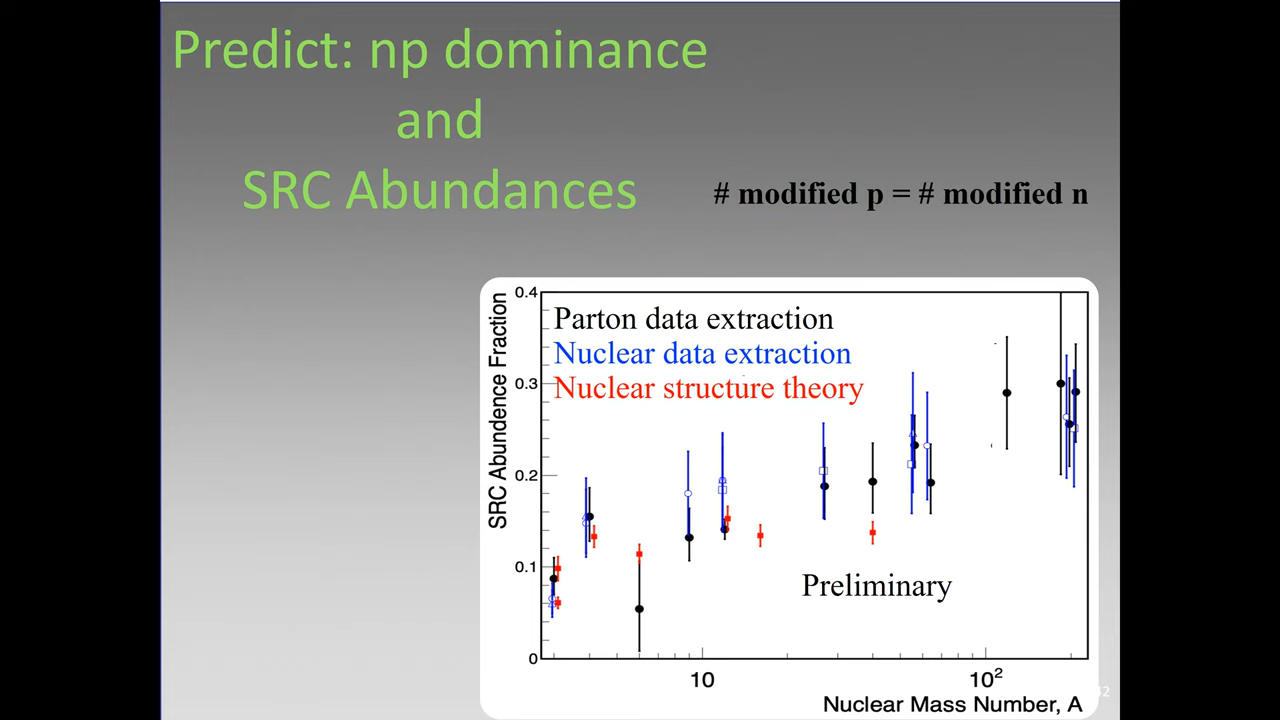 Predict: np dominance
and
SRC Abundances
# modified p = # modified n
SRC Abundence Fraction
0.4
0.3
0.2
0.1
0
Parton data extraction
Nuclear data extraction
Nuclear structure theory
Preliminary
10
10²
Nuclear Mass Number, A